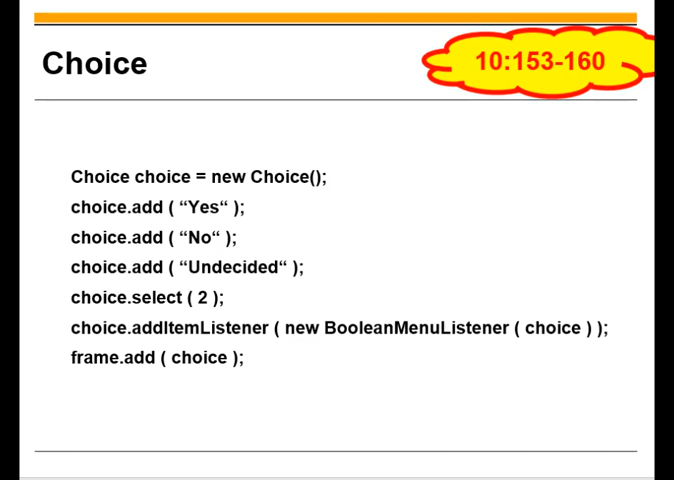 Choice
10:153-160
Choice choice = new Choice();
choice.add ( “Yes“ );
choice.add ( “No“ );
choice.add ( “Undecided“ );
choice.select ( 2 );
choice.addItemListener ( new BooleanMenuListener ( choice ) );
frame.add ( choice );